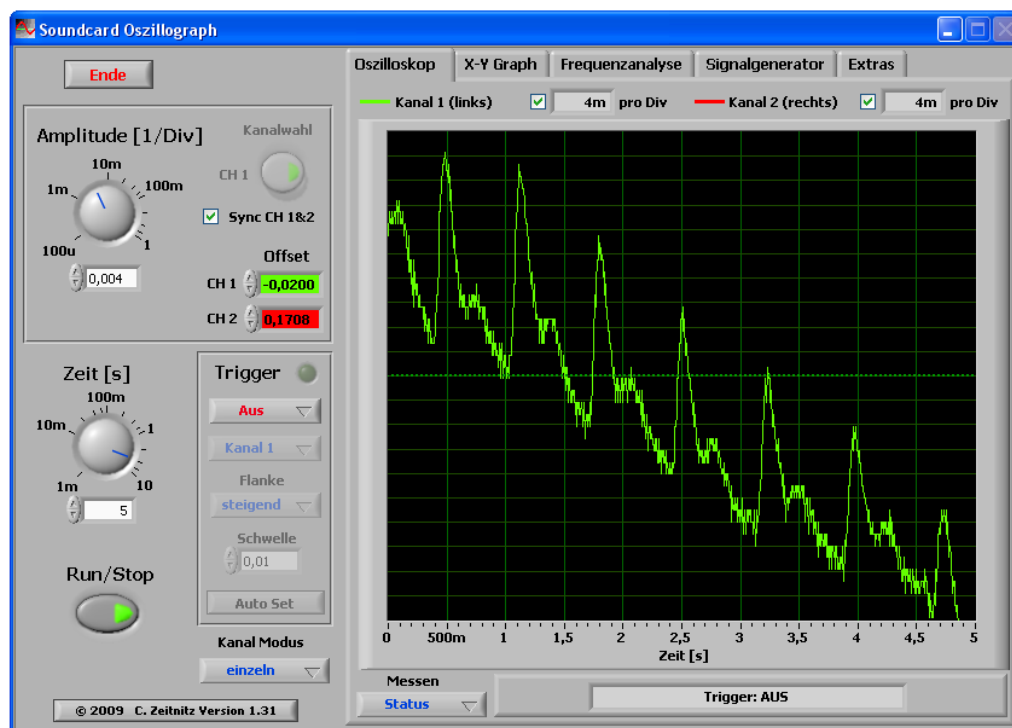 Soundcard Oszillograph
Ende
Amplitude [1/Div]
Kanalwahl
10m
1m
100m
100u
1
CH 1
Sync CH 1&2
0,004
Offset
CH 1
-0,0200
CH 2
0,1708
Zeit [s]
100m
10m
1
1m
10
5
Run/Stop
Trigger
Aus
Kanal 1
Flanke
steigend
Schwelle
0,01
Auto Set
Kanal Modus
einzeln
© 2009 C. Zeitnitz Version 1.31
Oszilloskop
X-Y Graph
Frequenzanalyse
Signalgenerator
Extras
Kanal 1 (links)
4m
pro Div
Kanal 2 (rechts)
4m
pro Div
0 500m 1 1,5 2 2,5 3 3,5 4 4,5 5
Zeit [s]
Messen
Status
Trigger: AUS